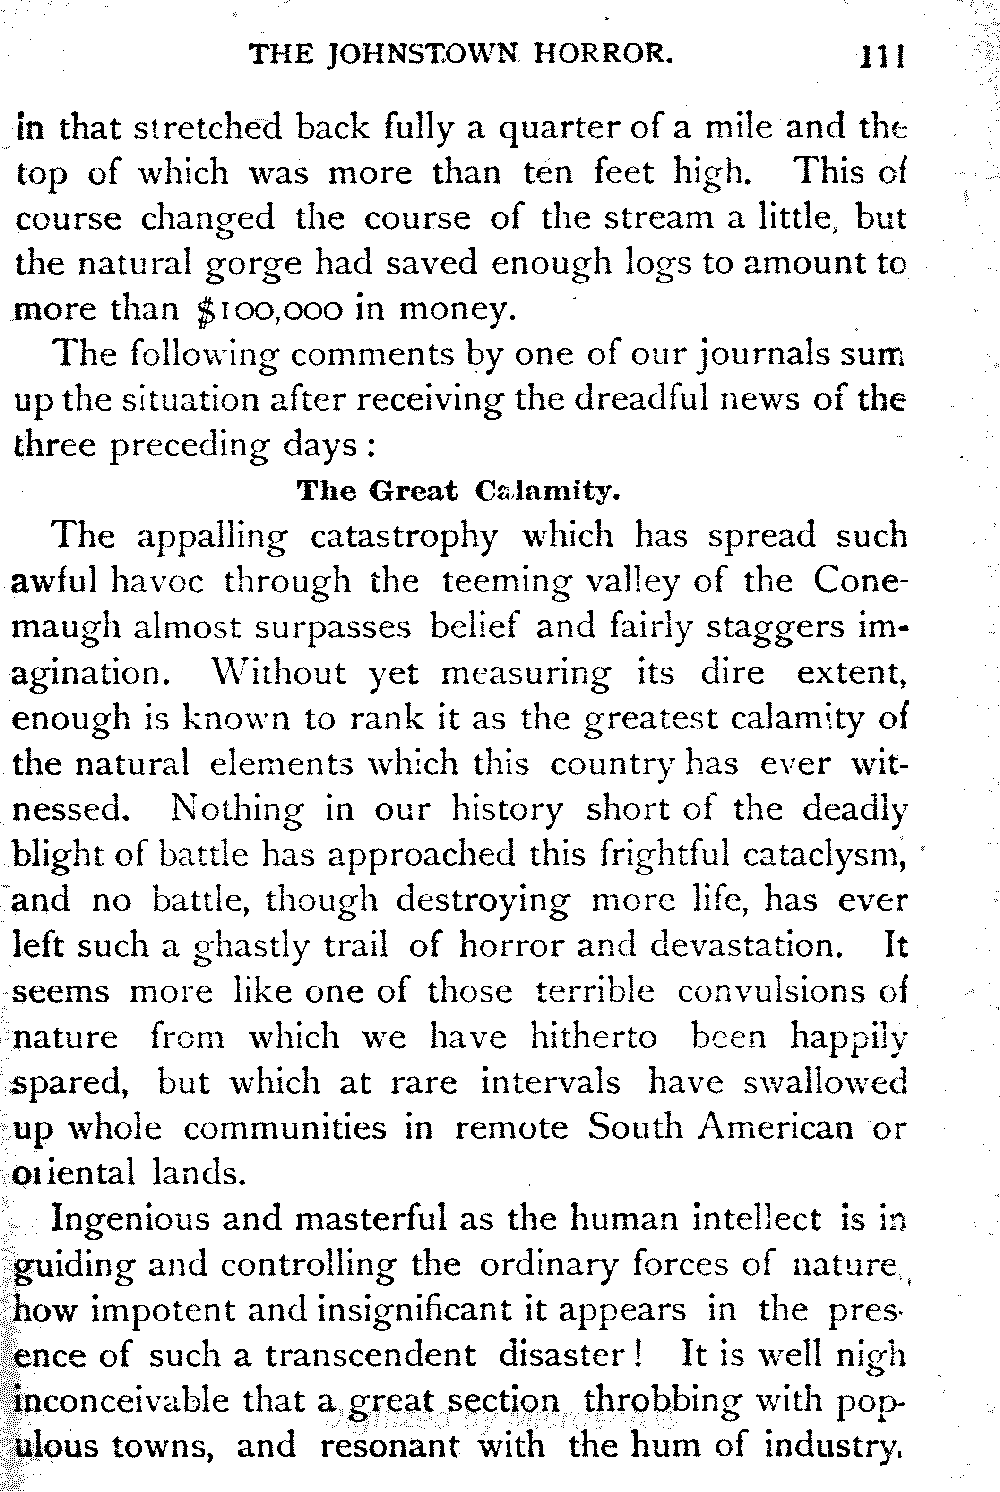 THE JOHNSTOWN HORROR. 111
in that stretched back fully a quarter of a mile and the
top of which was more than ten feet high. This of
course changed the course of the stream a little, but
the natural gorge had saved enough logs to amount to
more than $100,000 in money.
The following comments by one of our journals sum
up the situation after receiving the dreadful news of the
three preceding days:
The Great Calamity.
The appalling catastrophy which has spread such
awful havoc through the teeming valley of the Cone-
maugh almost surpasses belief and fairly staggers im-
agination. Without yet measuring its dire extent,
enough is known to rank it as the greatest calamity of
the natural elements which this country has ever wit-
nessed. Nothing in our history short of the deadly
blight of battle has approached this frightful cataclysm,
and no battle, though destroying more life, has ever
left such a ghastly trail of horror and devastation. It
seems more like one of those terrible convulsions of
nature from which we have hitherto been happily
spared, but which at rare intervals have swallowed
up whole communities in remote South American or
oriental lands.
Ingenious and masterful as the human intellect is in
guiding and controlling the ordinary forces of nature,
how impotent and insignificant it appears in the pres-
ence of such a transcendent disaster! It is well nigh
inconceivable that a great section throbbing with pop-
ulous towns, and resonant with the hum of industry,